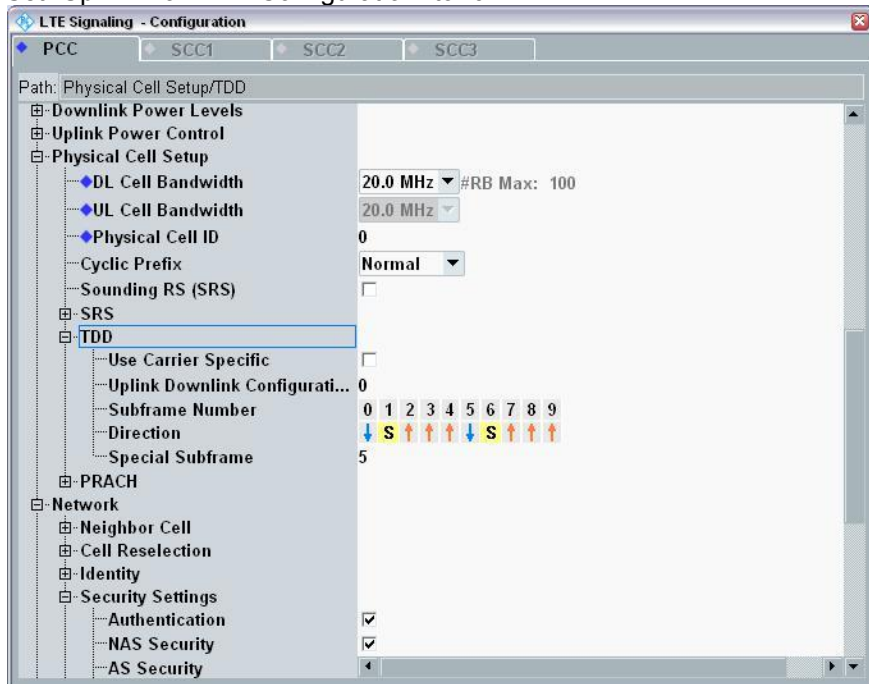 LTE Signaling - Configuration
PCC SCC1 SCC2 SCC3
Path: Physical Cell Setup/TDD
Downlink Power Levels
Uplink Power Control
Physical Cell Setup
DL Cell Bandwidth 20.0 MHz #RB Max: 100
UL Cell Bandwidth 20.0 MHz
Physical Cell ID 0
Cyclic Prefix Normal
Sounding RS (SRS)
SRS
TDD
Use Carrier Specific
Uplink Downlink Configurati... 0
Subframe Number 0 1 2 3 4 5 6 7 8 9
Direction ↓ S ↑ ↑ ↑ ↓ S ↑ ↑ ↑
Special Subframe 5
PRACH
Network
Neighbor Cell
Cell Reselection
Identity
Security Settings
Authentication
NAS Security
AS Security